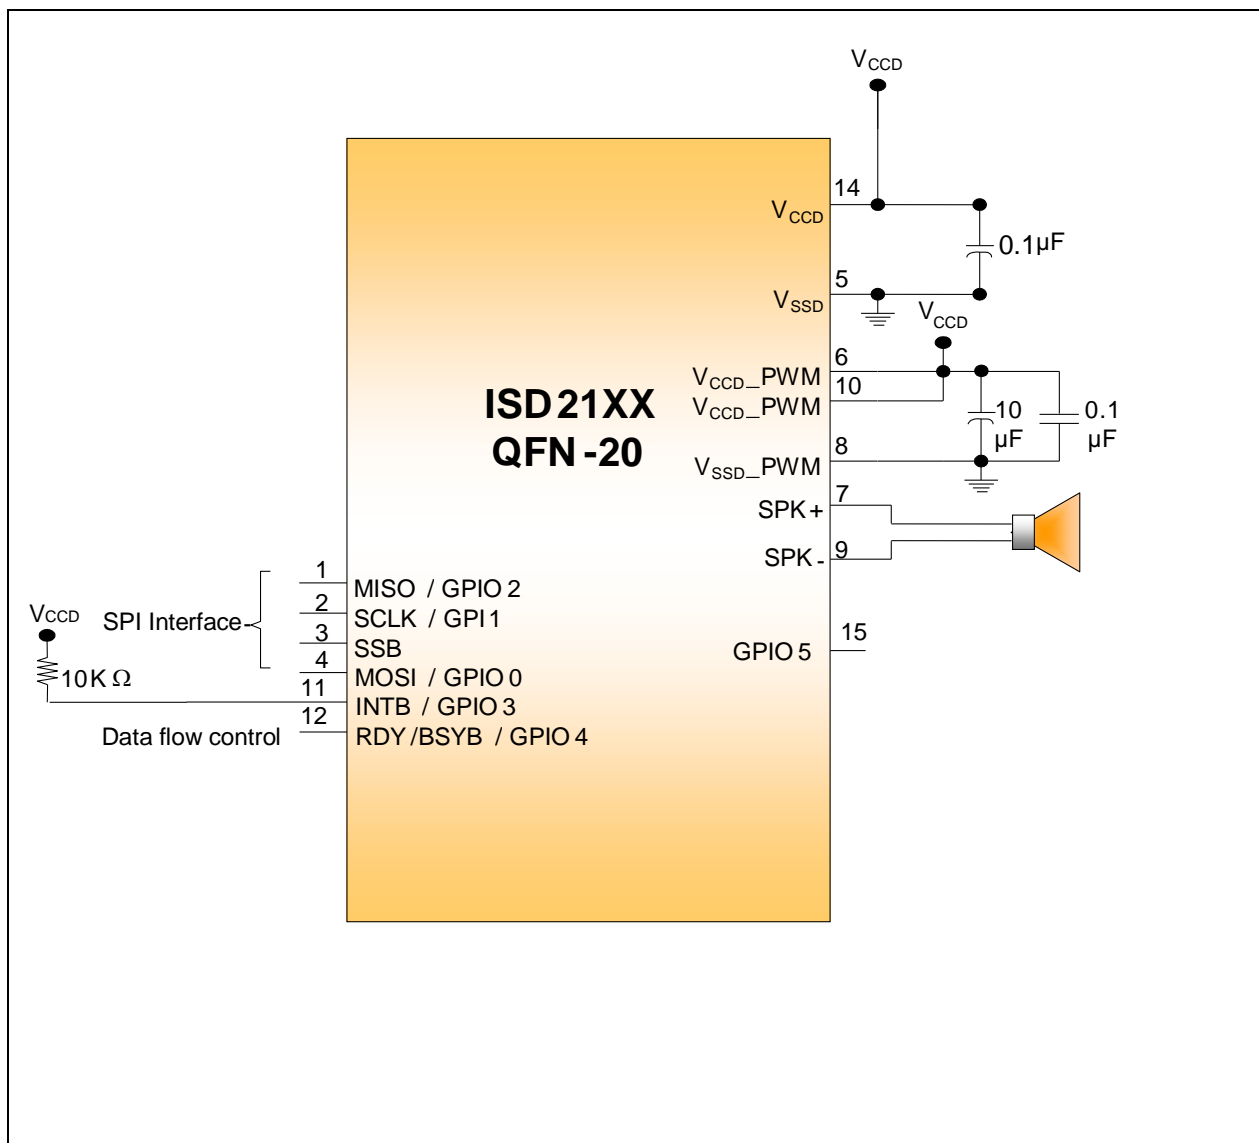 VCCD
14
VCCD
0.1µF
5
VSSD
VCCD
6
VCCD_PWM
10
VCCD_PWM
10
µF
0.1
µF
ISD21XX
QFN-20
8
VSSD_PWM
7
SPK+
9
SPK-
1
MISO / GPIO 2
2
SCLK / GPI 1
VCCD
SPI Interface
3
SSB
15
GPIO 5
4
MOSI / GPIO 0
10K Ω
11
INTB / GPIO 3
12
Data flow control
RDY/BSYB / GPIO 4